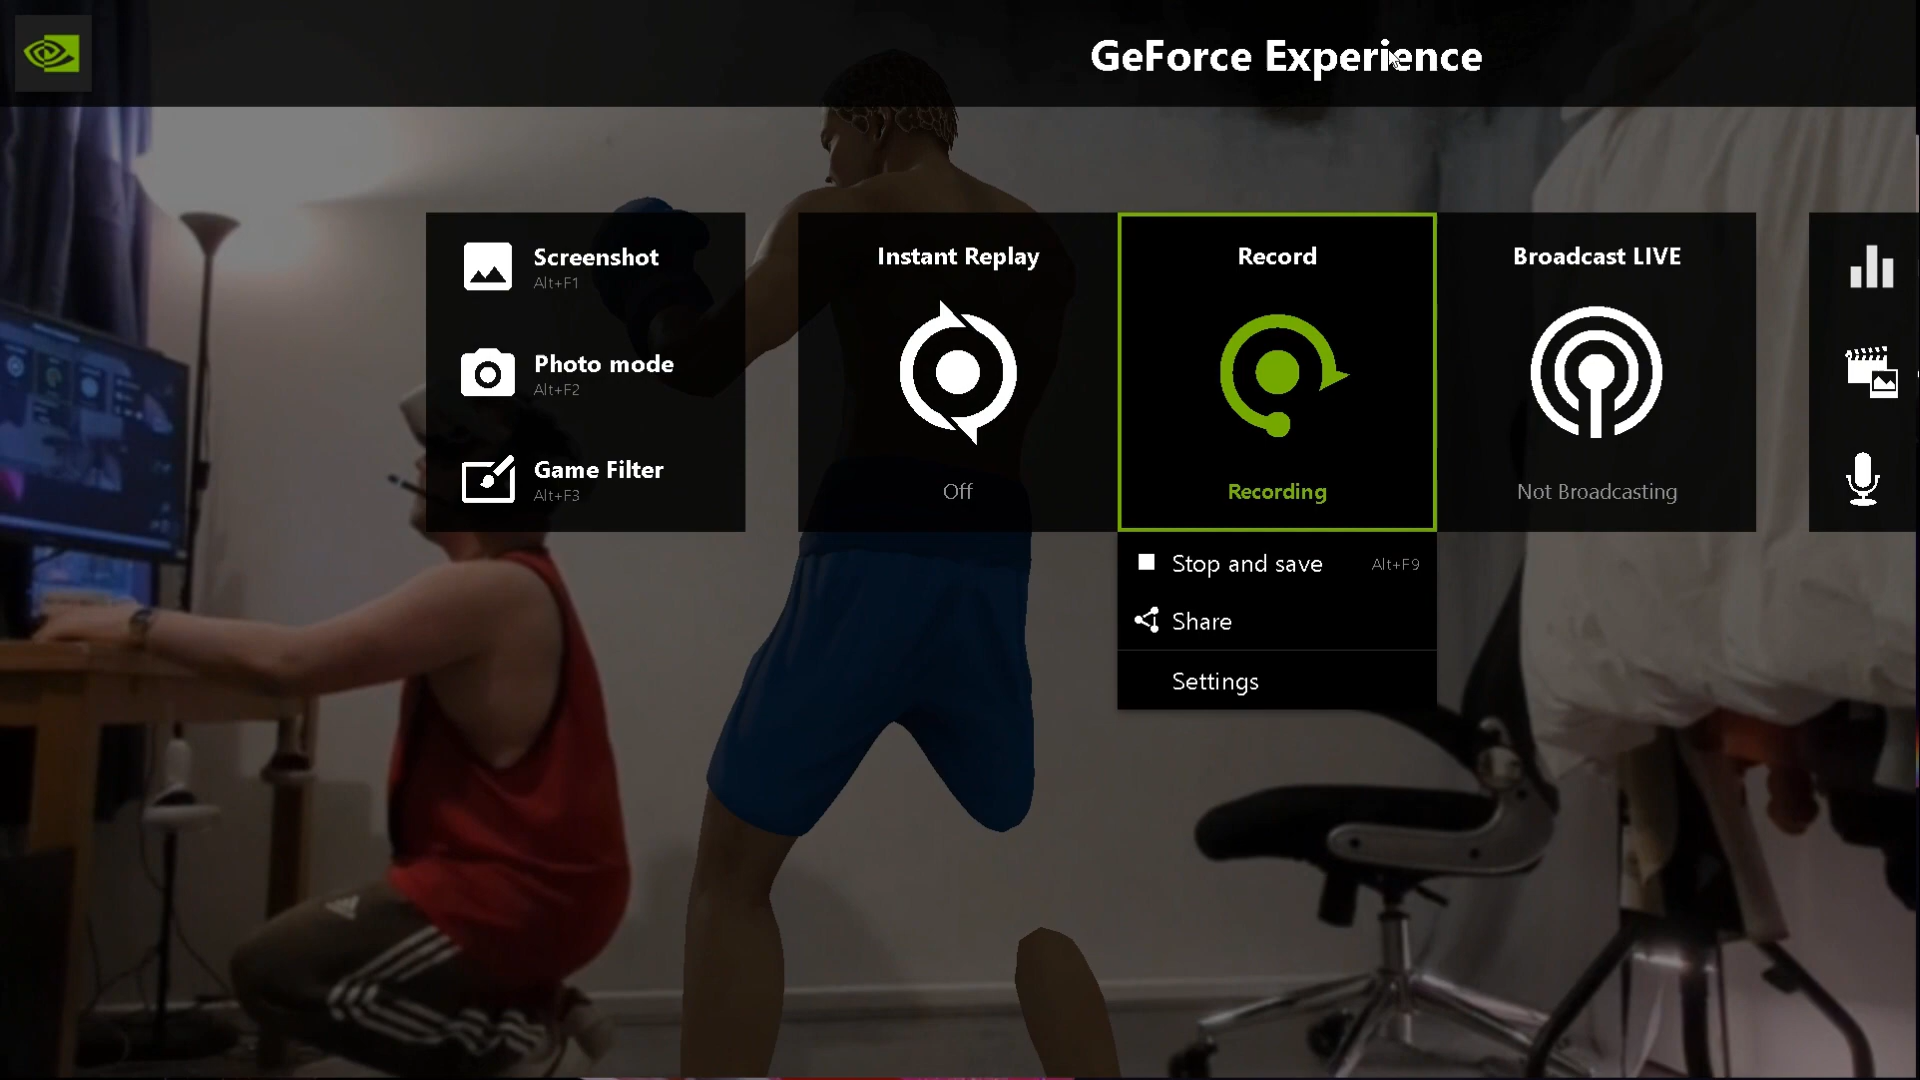 GeForce Experience
Screenshot
Alt+F1
Photo mode
Alt+F2
Game Filter
Alt+F3
Instant Replay
Off
Record
Recording
Broadcast LIVE
Not Broadcasting
Stop and save Alt+F9
Share
Settings